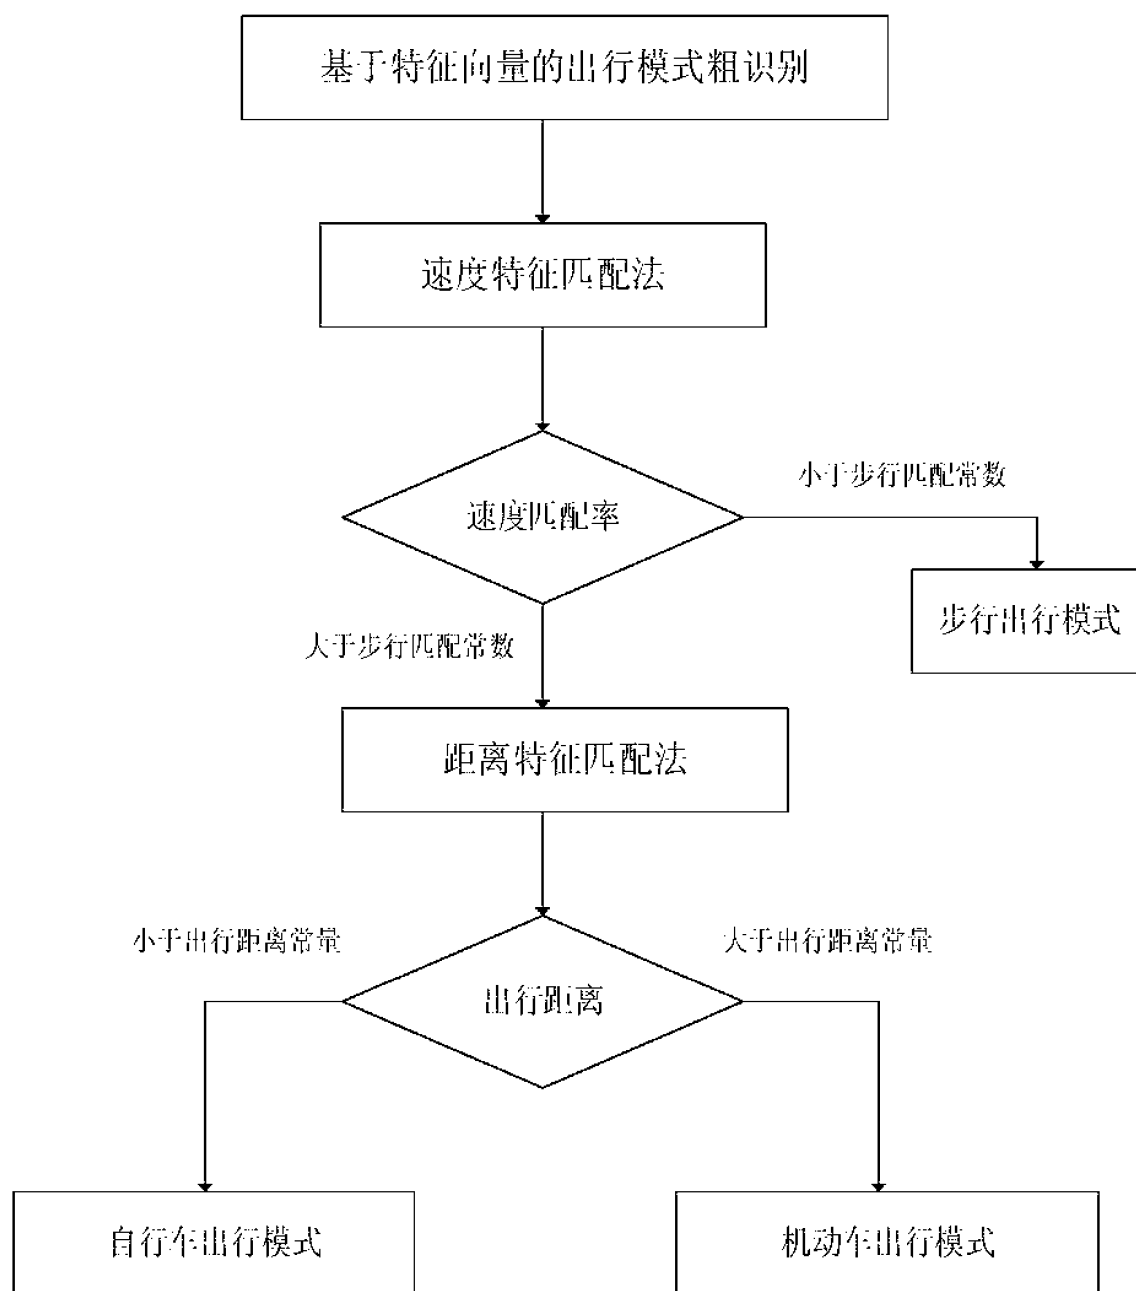 基于特征向量的出行模式粗识别
速度特征匹配法
小于步行匹配常数
速度匹配率
步行出行模式
大于步行匹配常数
距离特征匹配法
小于出行距离常量
大于出行距离常量
出行距离
自行车出行模式
机动车出行模式